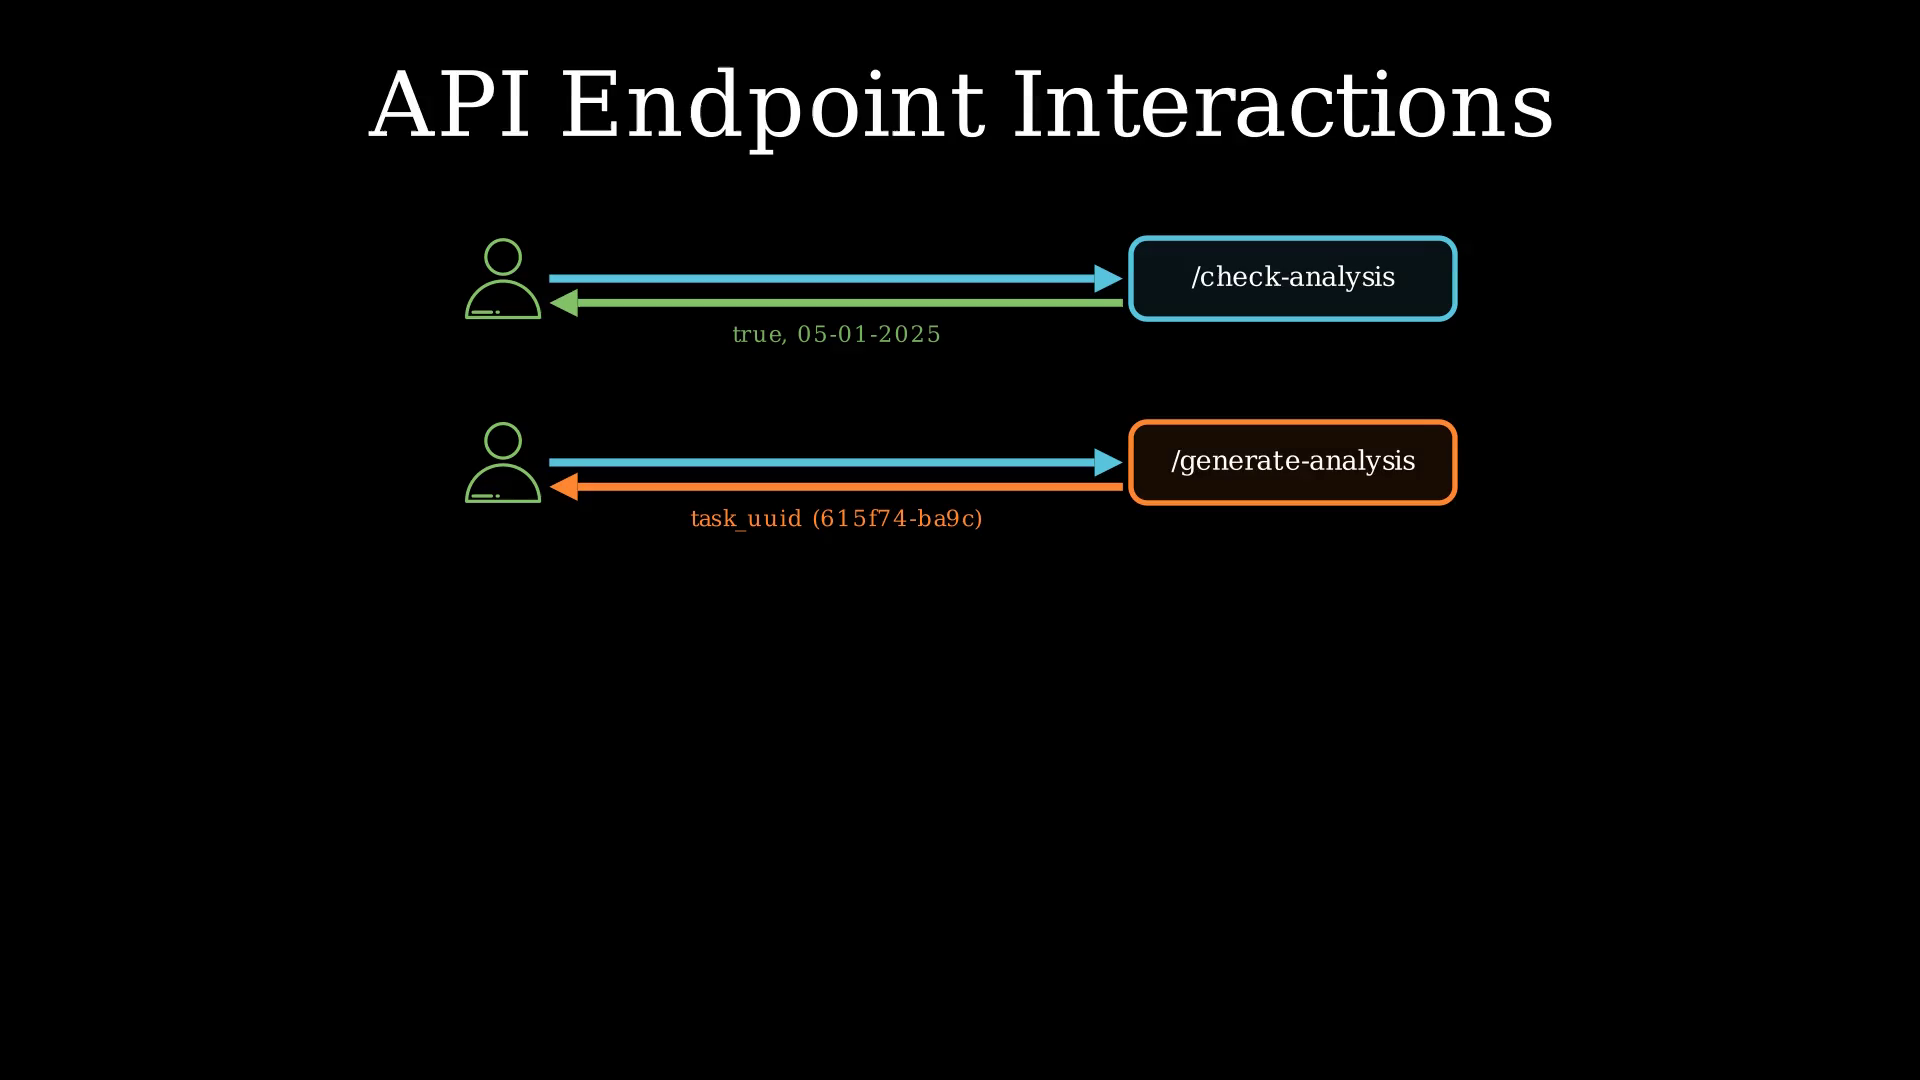 API Endpoint Interactions
/check-analysis
true, 05-01-2025
/generate-analysis
task_uuid (615f74-ba9c)